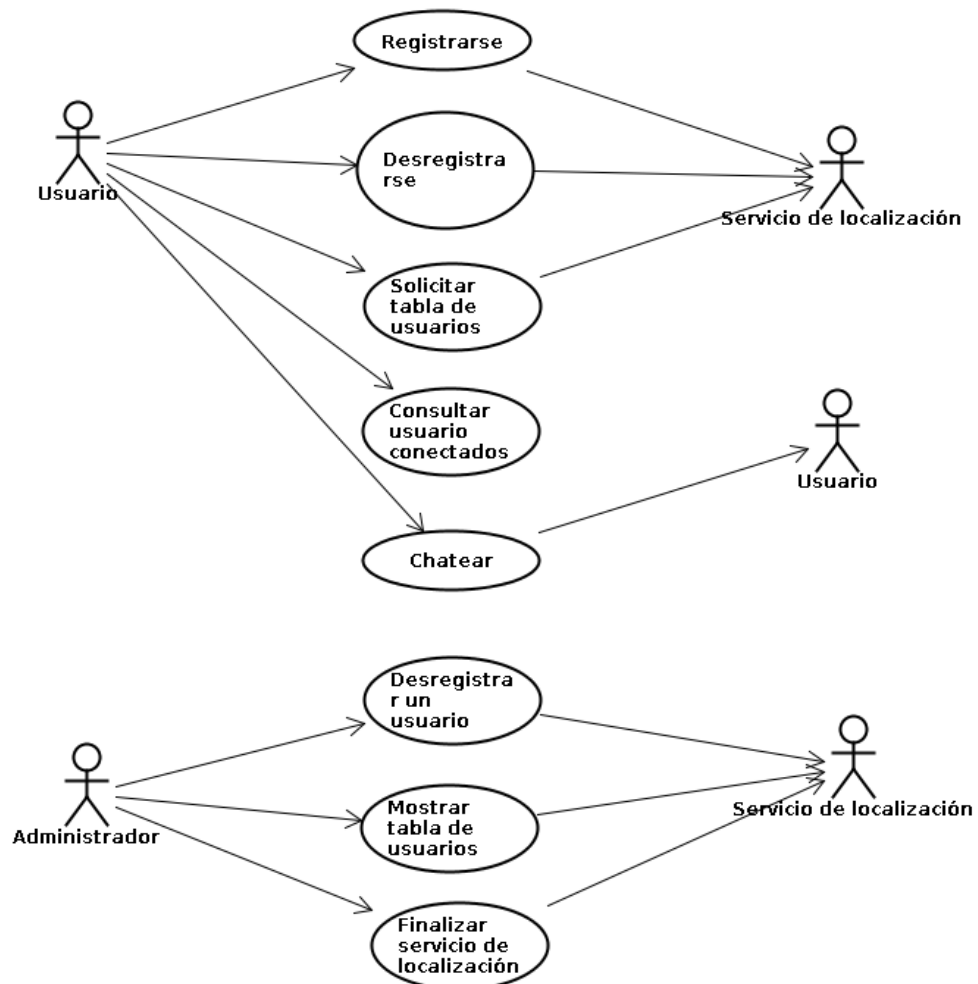 Registrarse
Usuario
Desregistra
rse
Servicio de localización
Solicitar
tabla de
usuarios
Consultar
usuario
conectados
Usuario
Chatear
Desregistra
r un
usuario
Administrador
Mostrar
tabla de
usuarios
Servicio de localización
Finalizar
servicio de
localización